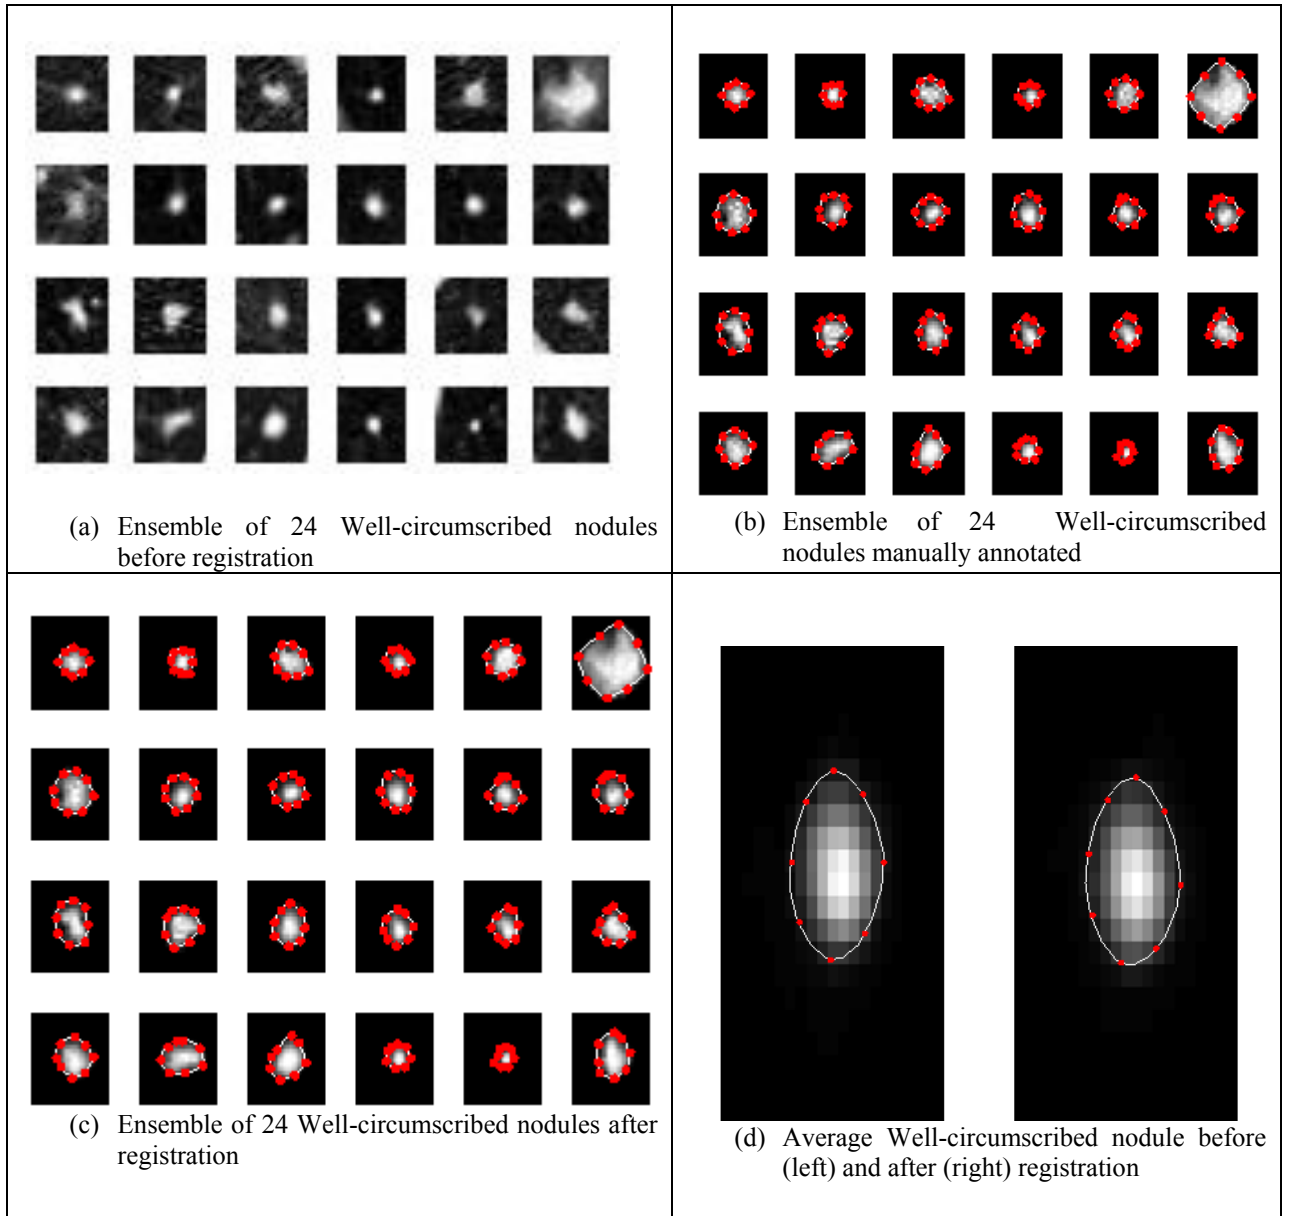 (a) Ensemble of 24 Well-circumscribed nodules
before registration
(b) Ensemble of 24 Well-circumscribed
nodules manually annotated
(c) Ensemble of 24 Well-circumscribed nodules after
registration
(d) Average Well-circumscribed nodule before
(left) and after (right) registration